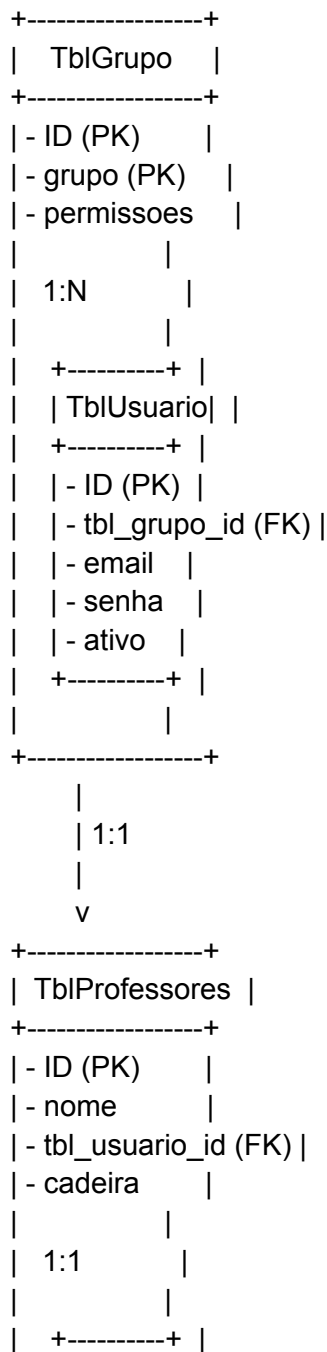 +------------------+
|    TblGrupo     |
+------------------+
| - ID (PK)         |
| - grupo (PK)     |
| - permissoes     |
|                  |
|   1:N            |
|                  |
|    +----------+  |
|    | TblUsuario|  |
|    +----------+  |
|    | - ID (PK)  |
|    | - tbl_grupo_id (FK) |
|    | - email    |
|    | - senha    |
|    | - ativo    |
|    +----------+  |
|                  |
+------------------+
|
| 1:1
|
v
+------------------+
|  TblProfessores  |
+------------------+
| - ID (PK)        |
| - nome           |
| - tbl_usuario_id (FK) |
| - cadeira        |
|                  |
|   1:1            |
|                  |
|    +----------+  |